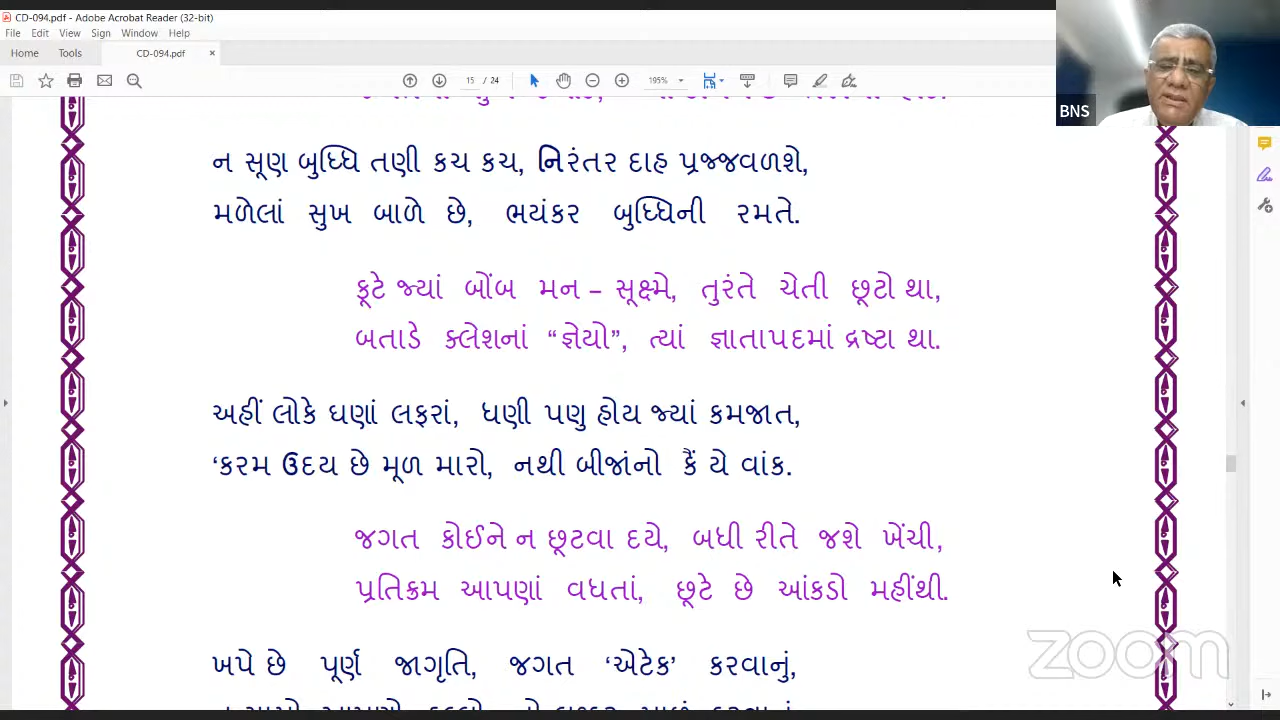 CD-094.pdf - Adobe Acrobat Reader (32-bit)
File Edit View Sign Window Help
Home Tools CD-094.pdf ×
15 / 24 195%
BNS
ન સૂણ બુધ્ધિ તણી કચ કચ, નિરંતર દાહ પ્રજ્જવળશે,
મળેલાં સુખ બાળે છે, ભયંકર બુધ્ધિની રમતે.
ફૂટે જ્યાં બોંબ મન – સૂક્ષ્મે, તુરંતે ચેતી છૂટો થા,
બતાડે ક્લેશનાં “જ્ઞેયો”, ત્યાં જ્ઞાતાપદમાં દ્રષ્ટા થા.
અહીં લોકે ઘણાં લફરાં, ધણી પણુ હોય જ્યાં કમજાત,
‘કરમ ઉદય છે મૂળ મારો, નથી બીજાંનો કૈં યે વાંક.
જગત કોઈને ન છૂટવા દયે, બધી રીતે જશે ખેંચી,
પ્રતિક્રમ આપણાં વધતાં, છૂટે છે આંકડો મહીંથી.
ખપે છે પૂર્ણ જાગૃતિ, જગત ‘એટેક’ કરવાનું,
zoom